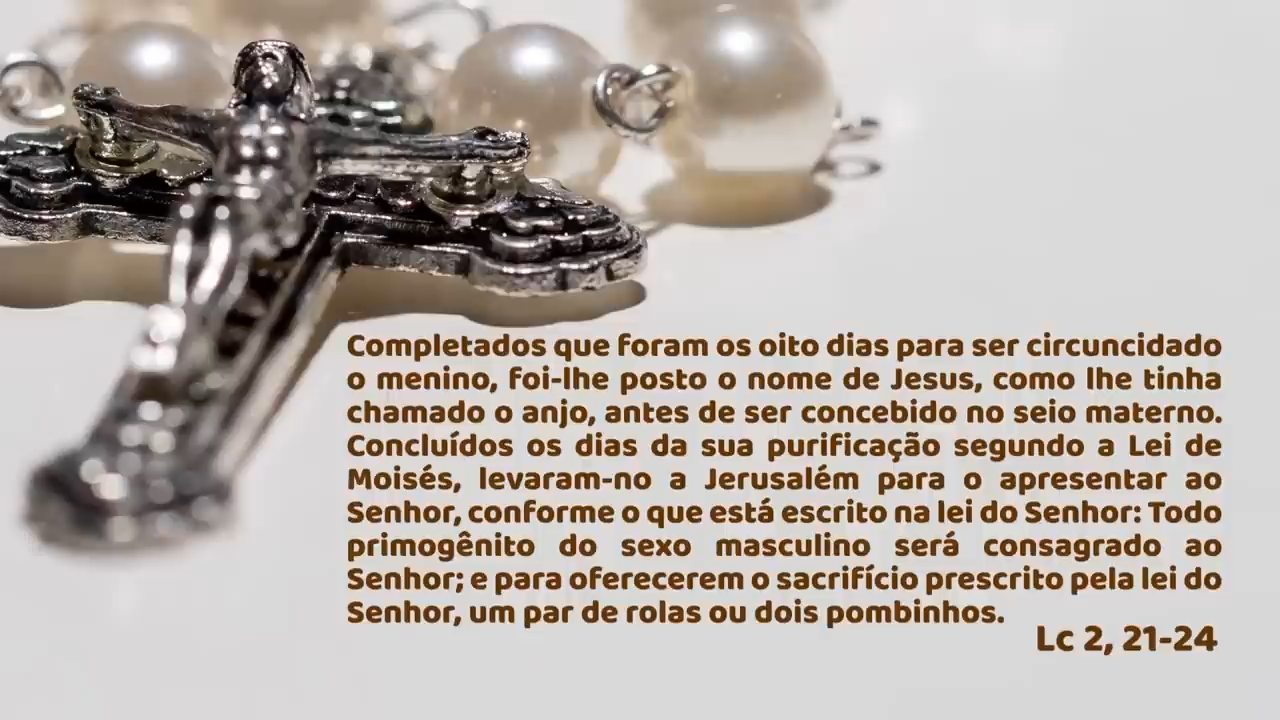 Completados que foram os oito dias para ser circuncidado
o menino, foi-lhe posto o nome de Jesus, como lhe tinha
chamado o anjo, antes de ser concebido no seio materno.
Concluídos os dias da sua purificação segundo a Lei de
Moisés, levaram-no a Jerusalém para o apresentar ao
Senhor, conforme o que está escrito na lei do Senhor: Todo
primogênito do sexo masculino será consagrado ao
Senhor; e para oferecerem o sacrifício prescrito pela lei do
Senhor, um par de rolas ou dois pombinhos.
Lc 2, 21-24